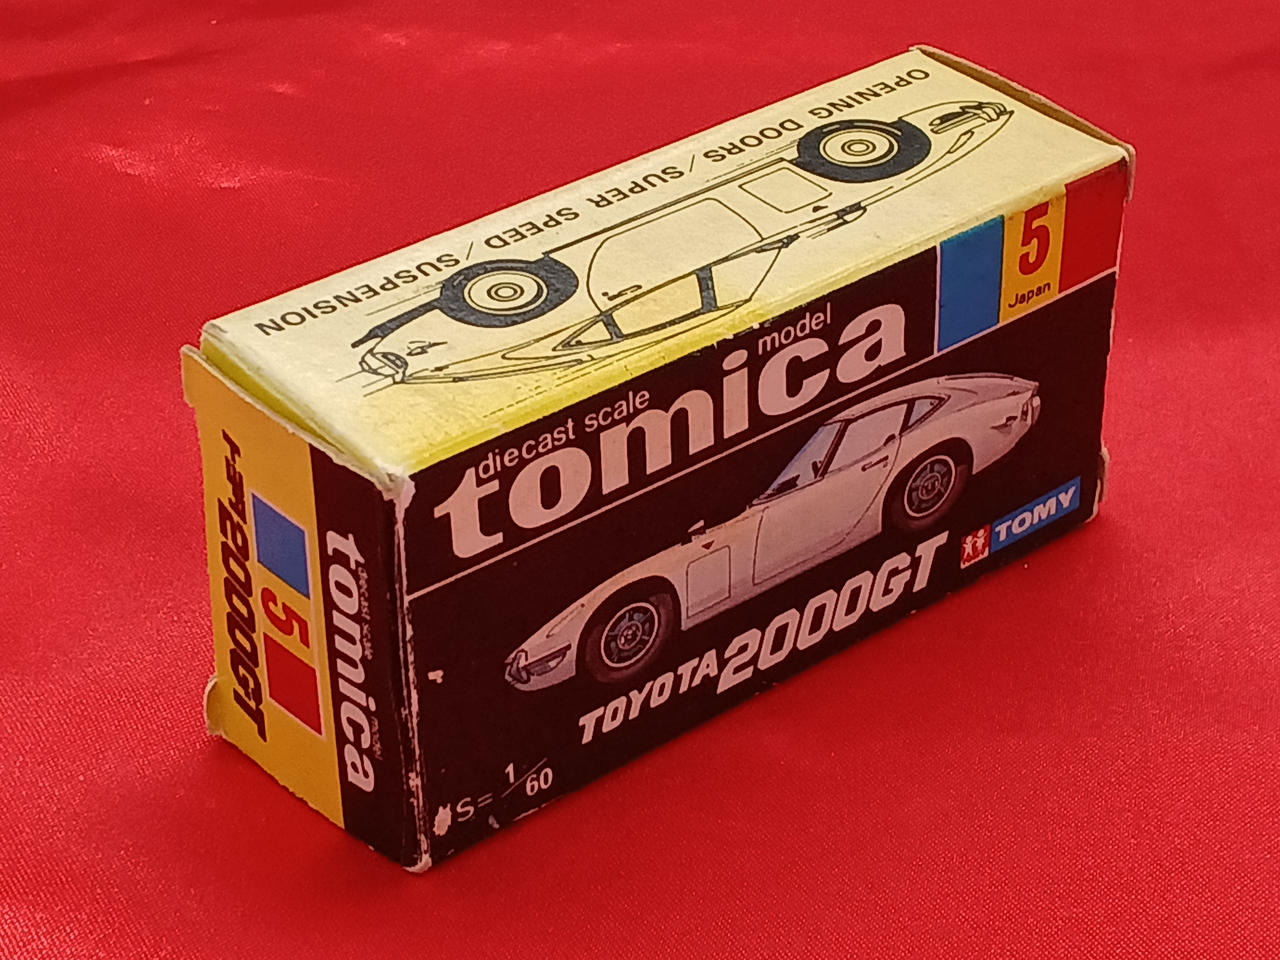 OPENING DOORS / SUPER SPEED / SUSPENSION
diecast scale
model
tomica
5
Japan
TOYOTA 2000GT
TOMY
S=1/60
diecast scale model
tomica
5
トヨタ2000GT